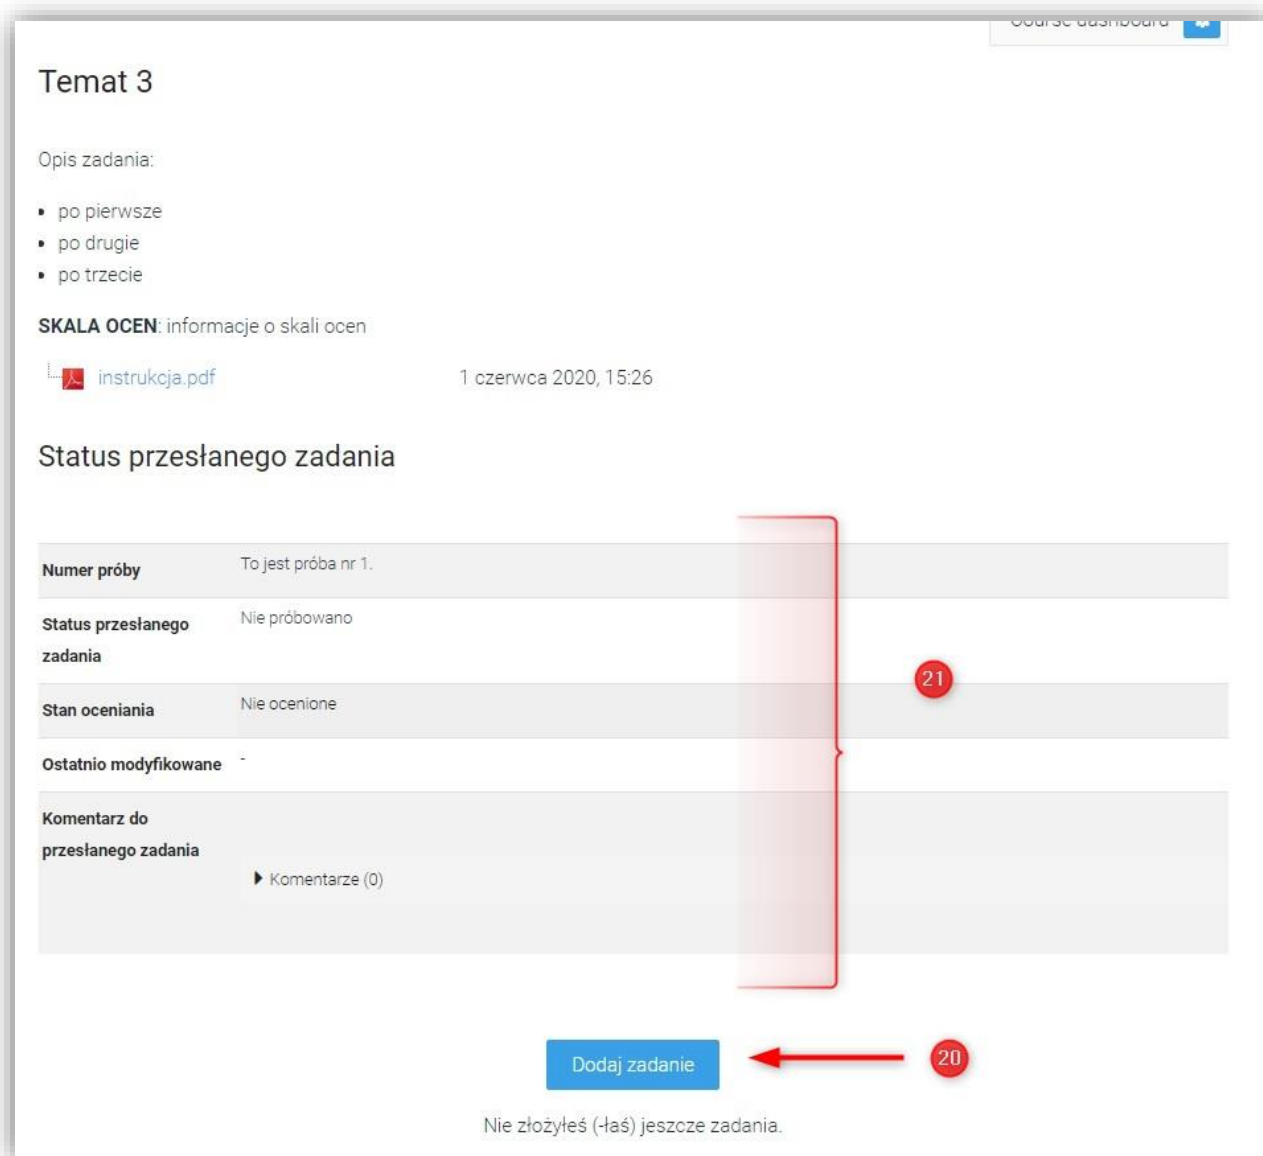 Course dashboard
Temat 3
Opis zadania:
• po pierwsze
• po drugie
• po trzecie
SKALA OCEN: informacje o skali ocen
instrukcja.pdf 1 czerwca 2020, 15:26
Status przesłanego zadania
Numer próby To jest próba nr 1.
Status przesłanego Nie próbowano
zadania
21
Stan oceniania Nie ocenione
Ostatnio modyfikowane -
Komentarz do
przesłanego zadania
Komentarze (0)
Dodaj zadanie 20
Nie złożyłeś (-łaś) jeszcze zadania.